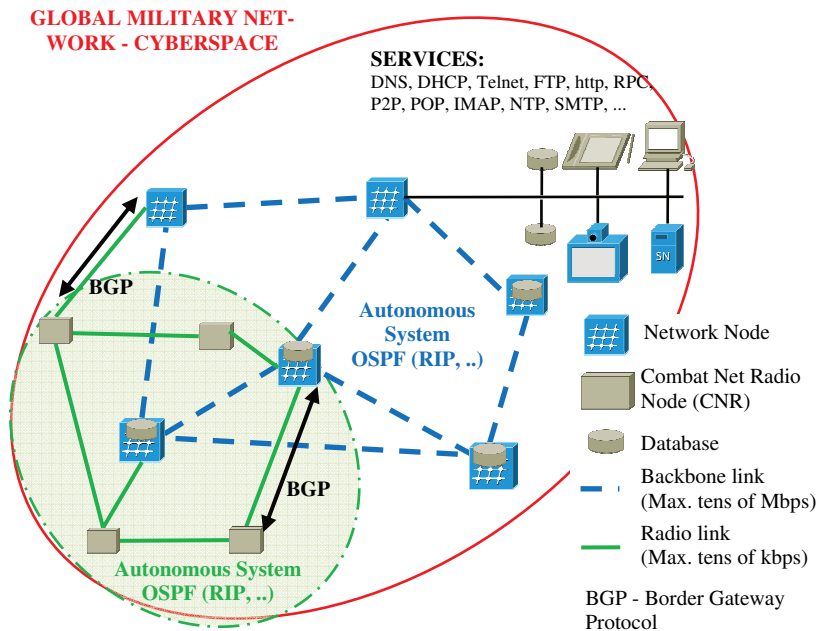 GLOBAL MILITARY NET-
WORK - CYBERSPACE
SERVICES:
DNS, DHCP, Telnet, FTP, http, RPC,
P2P, POP, IMAP, NTP, SMTP, ...
BGP
SN
Autonomous
System
OSPF (RIP, ..)
BGP
Autonomous System
OSPF (RIP, ..)
Network Node
Combat Net Radio
Node (CNR)
Database
Backbone link
(Max. tens of Mbps)
Radio link
(Max. tens of kbps)
BGP - Border Gateway
Protocol